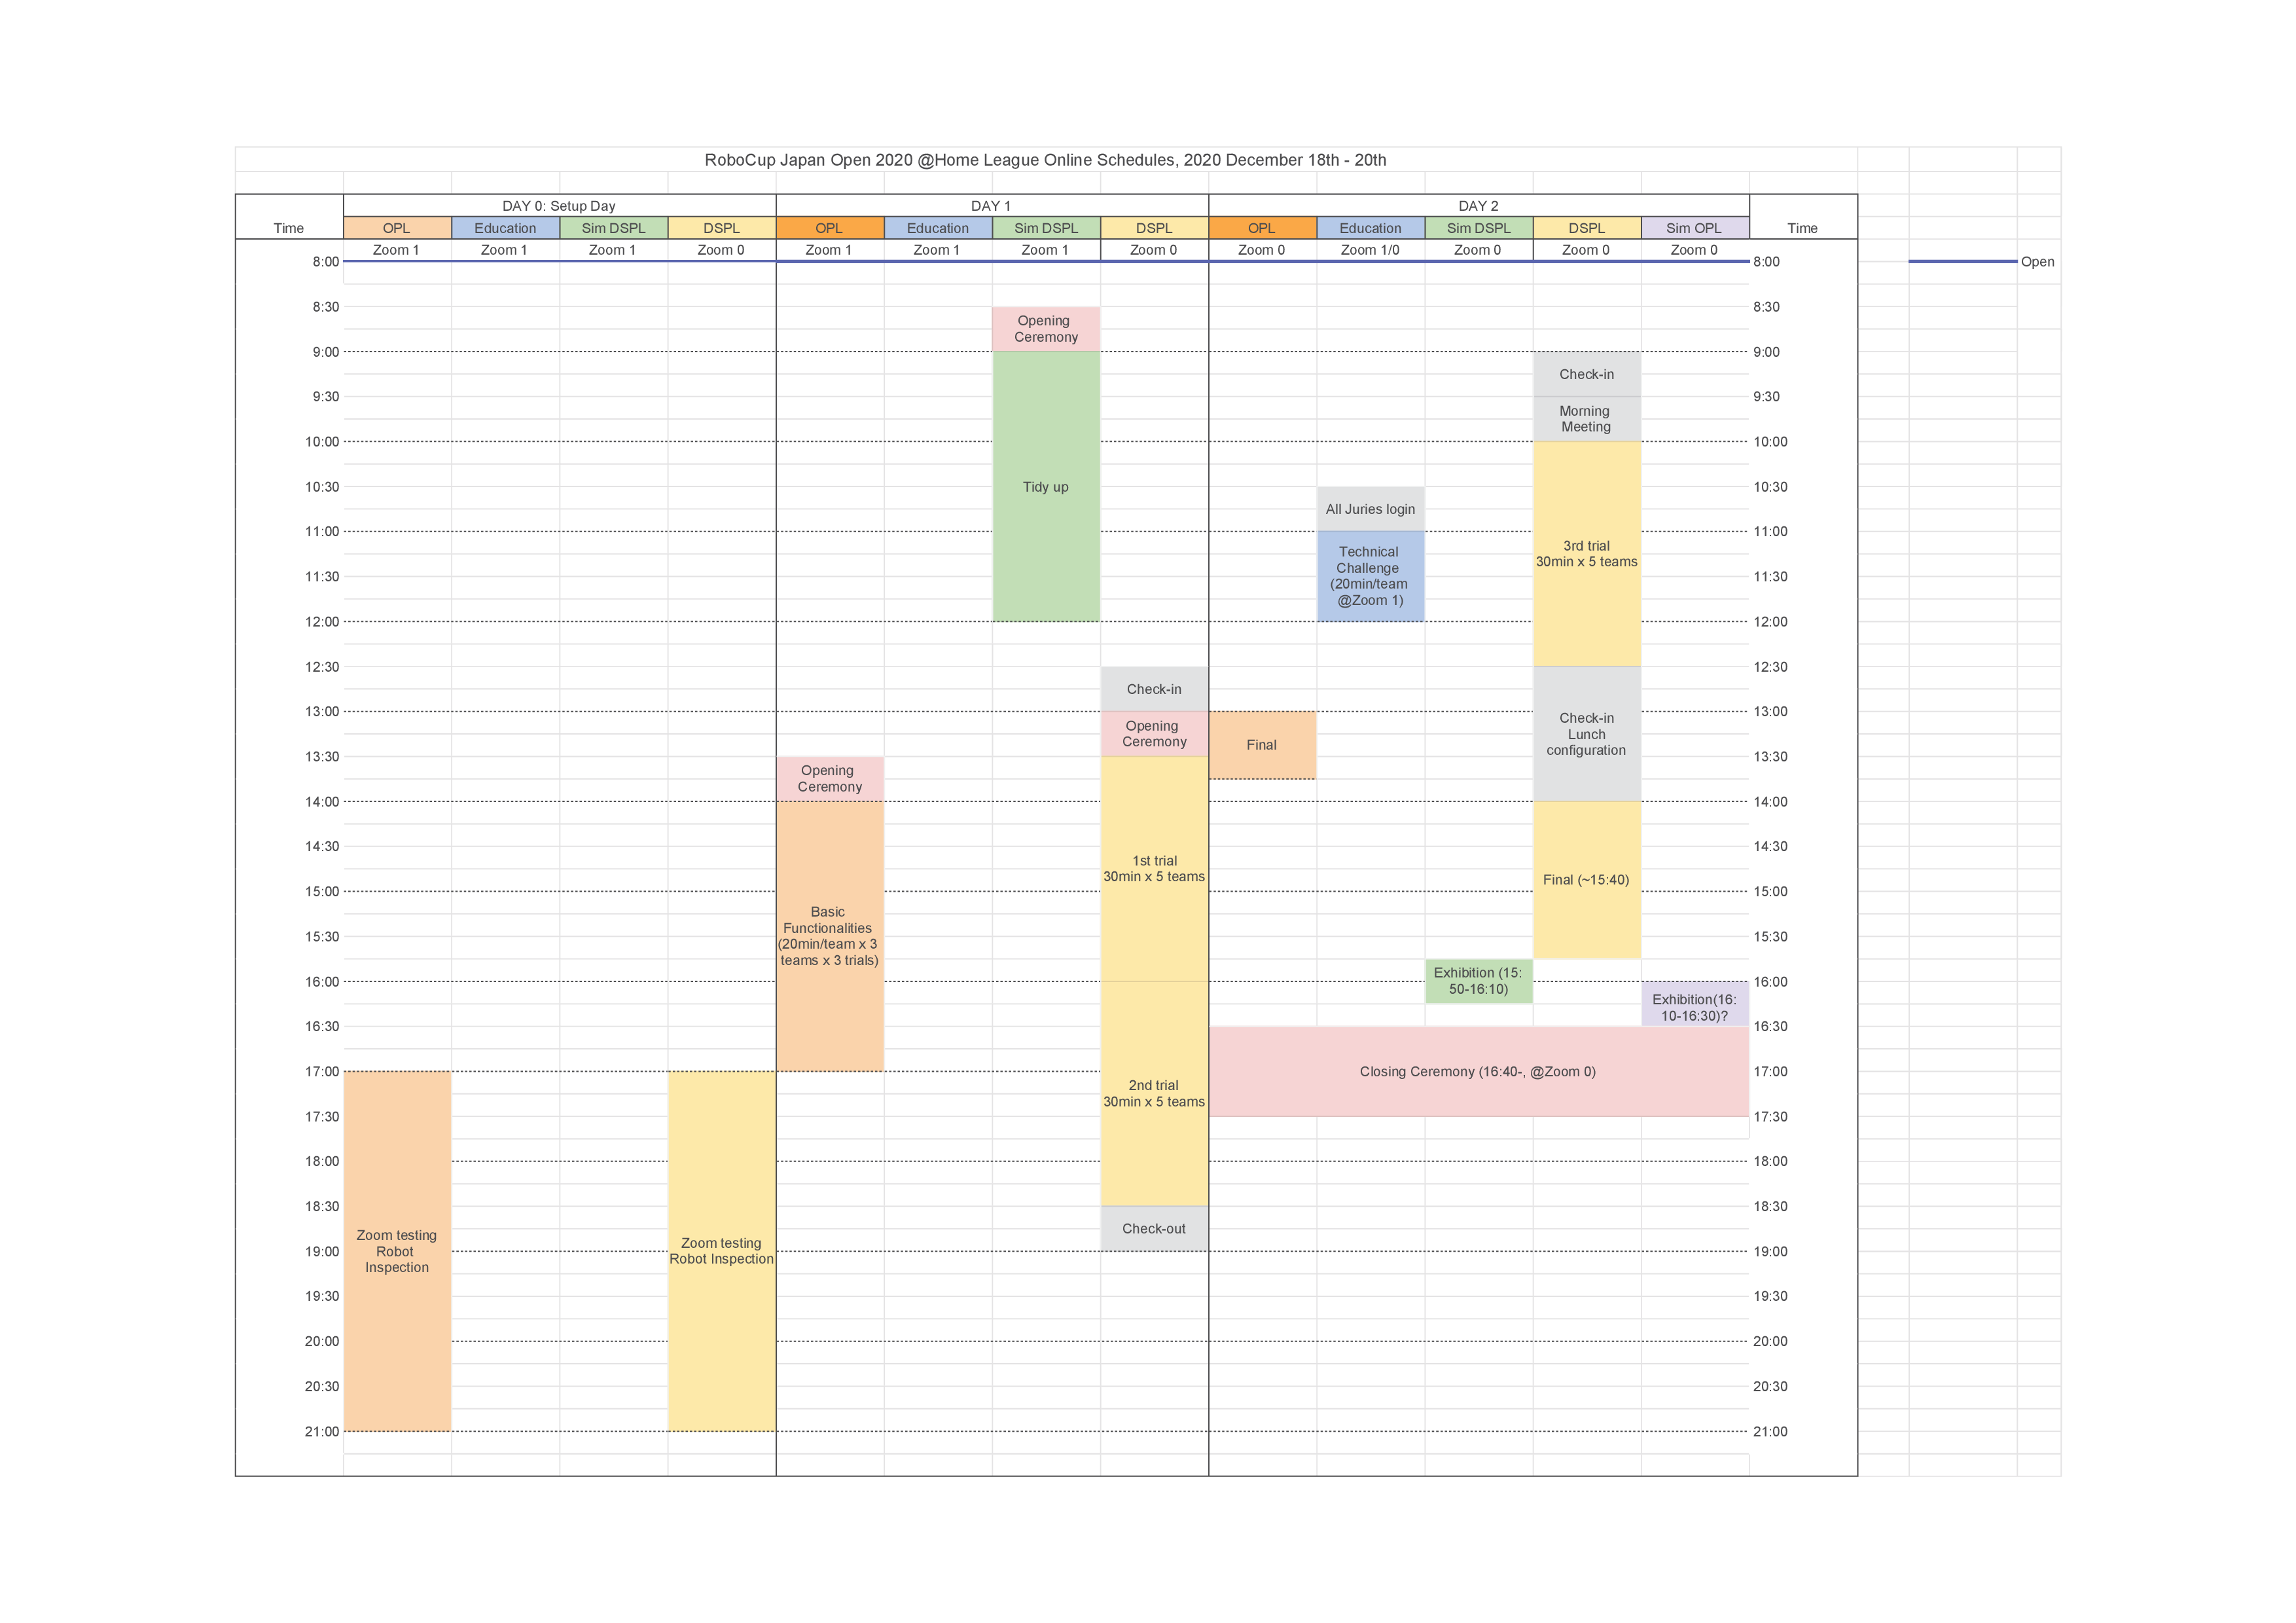 RoboCup Japan Open 2020 @Home League Online Schedules, 2020 December 18th - 20th
Time DAY 0: Setup Day DAY 1 DAY 2 Time
OPL Education Sim DSPL DSPL OPL Education Sim DSPL DSPL OPL Education Sim DSPL DSPL Sim OPL
Zoom 1 Zoom 1 Zoom 1 Zoom 0 Zoom 1 Zoom 1 Zoom 1 Zoom 0 Zoom 0 Zoom 1/0 Zoom 0 Zoom 0 Zoom 0
8:00 8:00 Open
8:30 8:30
Opening
Ceremony
9:00 9:00
Check-in
9:30 9:30
Morning
Meeting
10:00 10:00
10:30 Tidy up 10:30
All Juries login
11:00 11:00
3rd trial
30min x 5 teams
Technical
Challenge
(20min/team
@Zoom 1)
11:30 11:30
12:00 12:00
12:30 12:30
Check-in
13:00 13:00
Opening
Ceremony
Final
Check-in
Lunch
configuration
13:30 13:30
Opening
Ceremony
14:00 14:00
14:30 14:30
1st trial
30min x 5 teams
Final (~15:40)
15:00 15:00
Basic
Functionalities
(20min/team x 3
teams x 3 trials)
15:30 15:30
Exhibition (15:
50-16:10)
16:00 16:00
Exhibition(16:
10-16:30)?
16:30 16:30
17:00 Closing Ceremony (16:40-, @Zoom 0) 17:00
2nd trial
30min x 5 teams
17:30 17:30
18:00 18:00
18:30 18:30
Check-out
Zoom testing
Robot
Inspection
Zoom testing
Robot Inspection
19:00 19:00
19:30 19:30
20:00 20:00
20:30 20:30
21:00 21:00